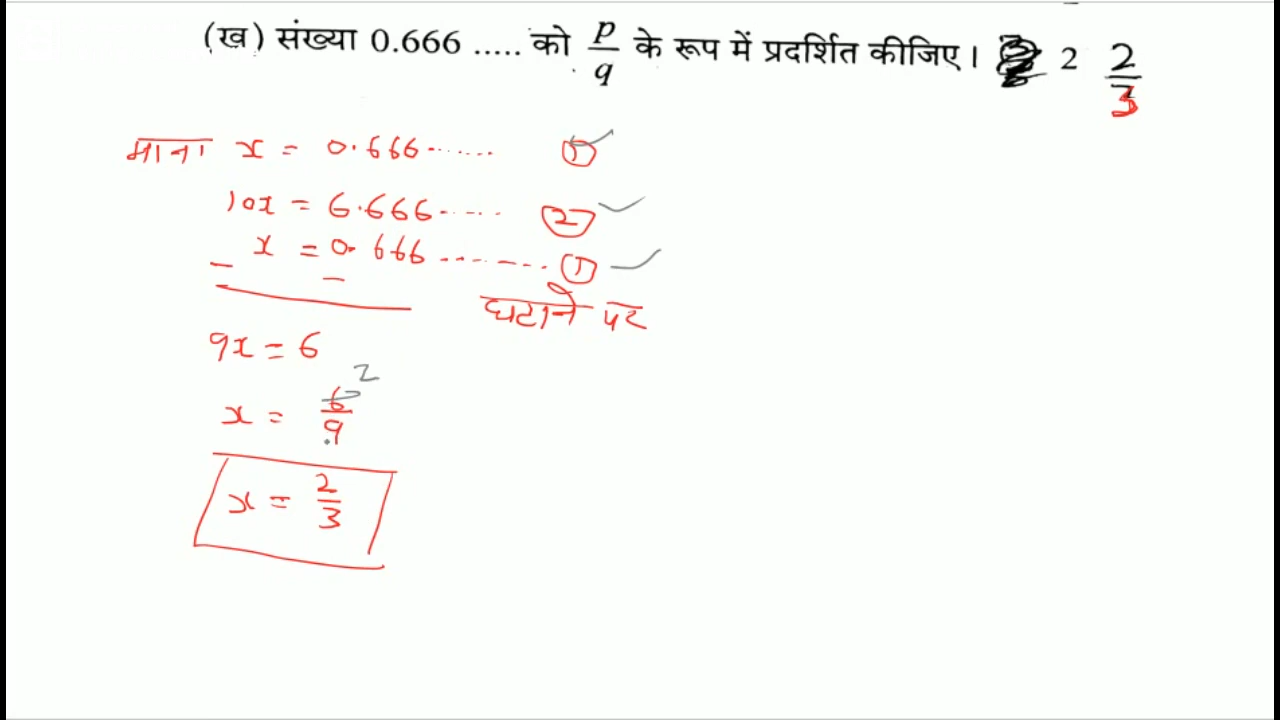 (ख) संख्या 0.666 ..... को p/q के रूप में प्रदर्शित कीजिए। 2 2/3
माना x = 0.666...... ①
10x = 6.666...... ②
x = 0.666......... ①
- -
घटाने पर
9x = 6
x = 6/9 2
x = 2/3